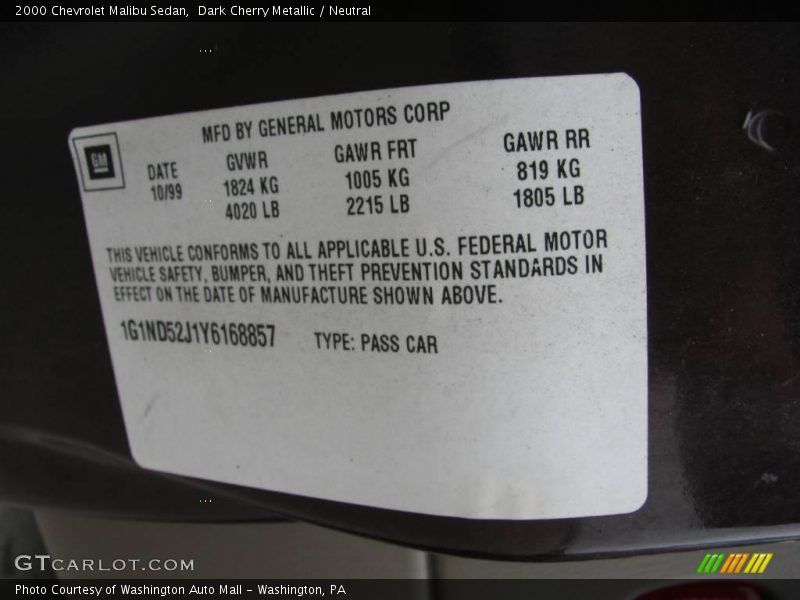 2000 Chevrolet Malibu Sedan,  Dark Cherry Metallic / Neutral
MFD BY GENERAL MOTORS CORP
GM
DATE GVWR GAWR FRT GAWR RR
10/99 1824 KG 1005 KG 819 KG
4020 LB 2215 LB 1805 LB
THIS VEHICLE CONFORMS TO ALL APPLICABLE U.S. FEDERAL MOTOR
VEHICLE SAFETY, BUMPER, AND THEFT PREVENTION STANDARDS IN
EFFECT ON THE DATE OF MANUFACTURE SHOWN ABOVE.
1G1ND52J1Y6168857 TYPE: PASS CAR
GTCARLOT.COM
Photo Courtesy of Washington Auto Mall - Washington, PA